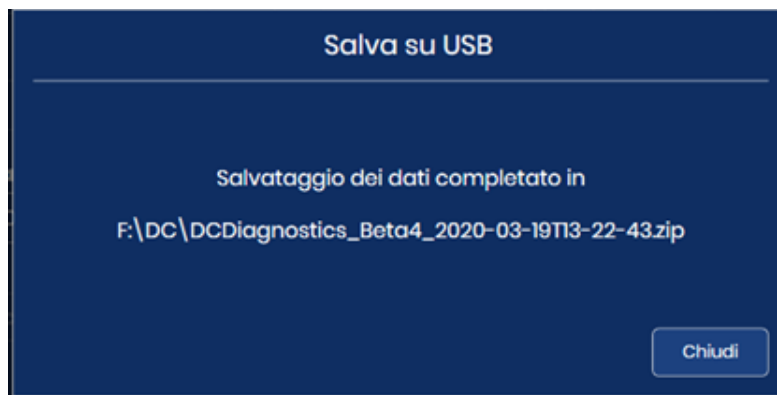 Salva su USB
Salvataggio dei dati completato in
F:\DC\DCDiagnostics_Beta4_2020-03-19T13-22-43.zip
Chiudi